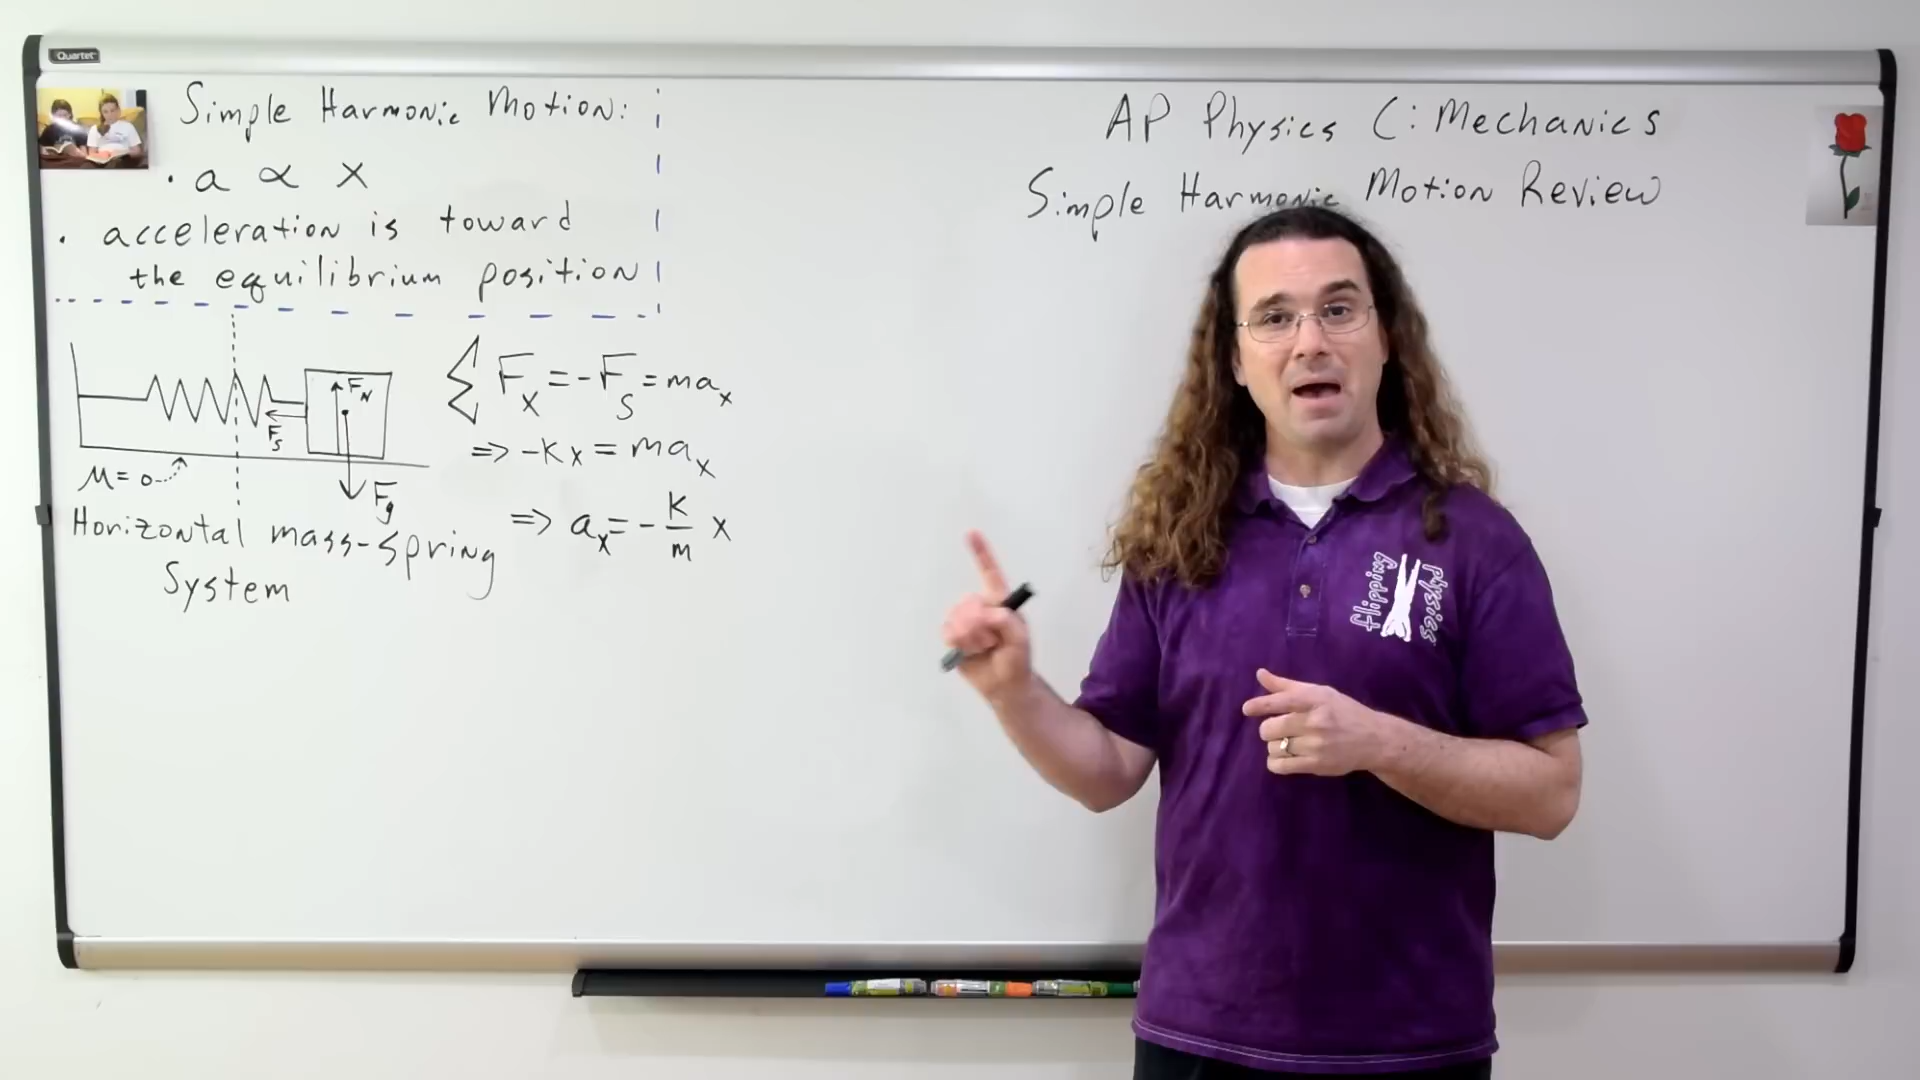 Quartet
Simple Harmonic Motion:
· a ∝ x
· acceleration is toward
the equilibrium position
AP Physics C: Mechanics
Simple Harmonic Motion Review
F_N
F_s
F_g
μ = 0
Horizontal mass-spring
System
∑ F_x = -F_s = ma_x
⇒ -kx = ma_x
⇒ a_x = - k/m x
flipping
physics